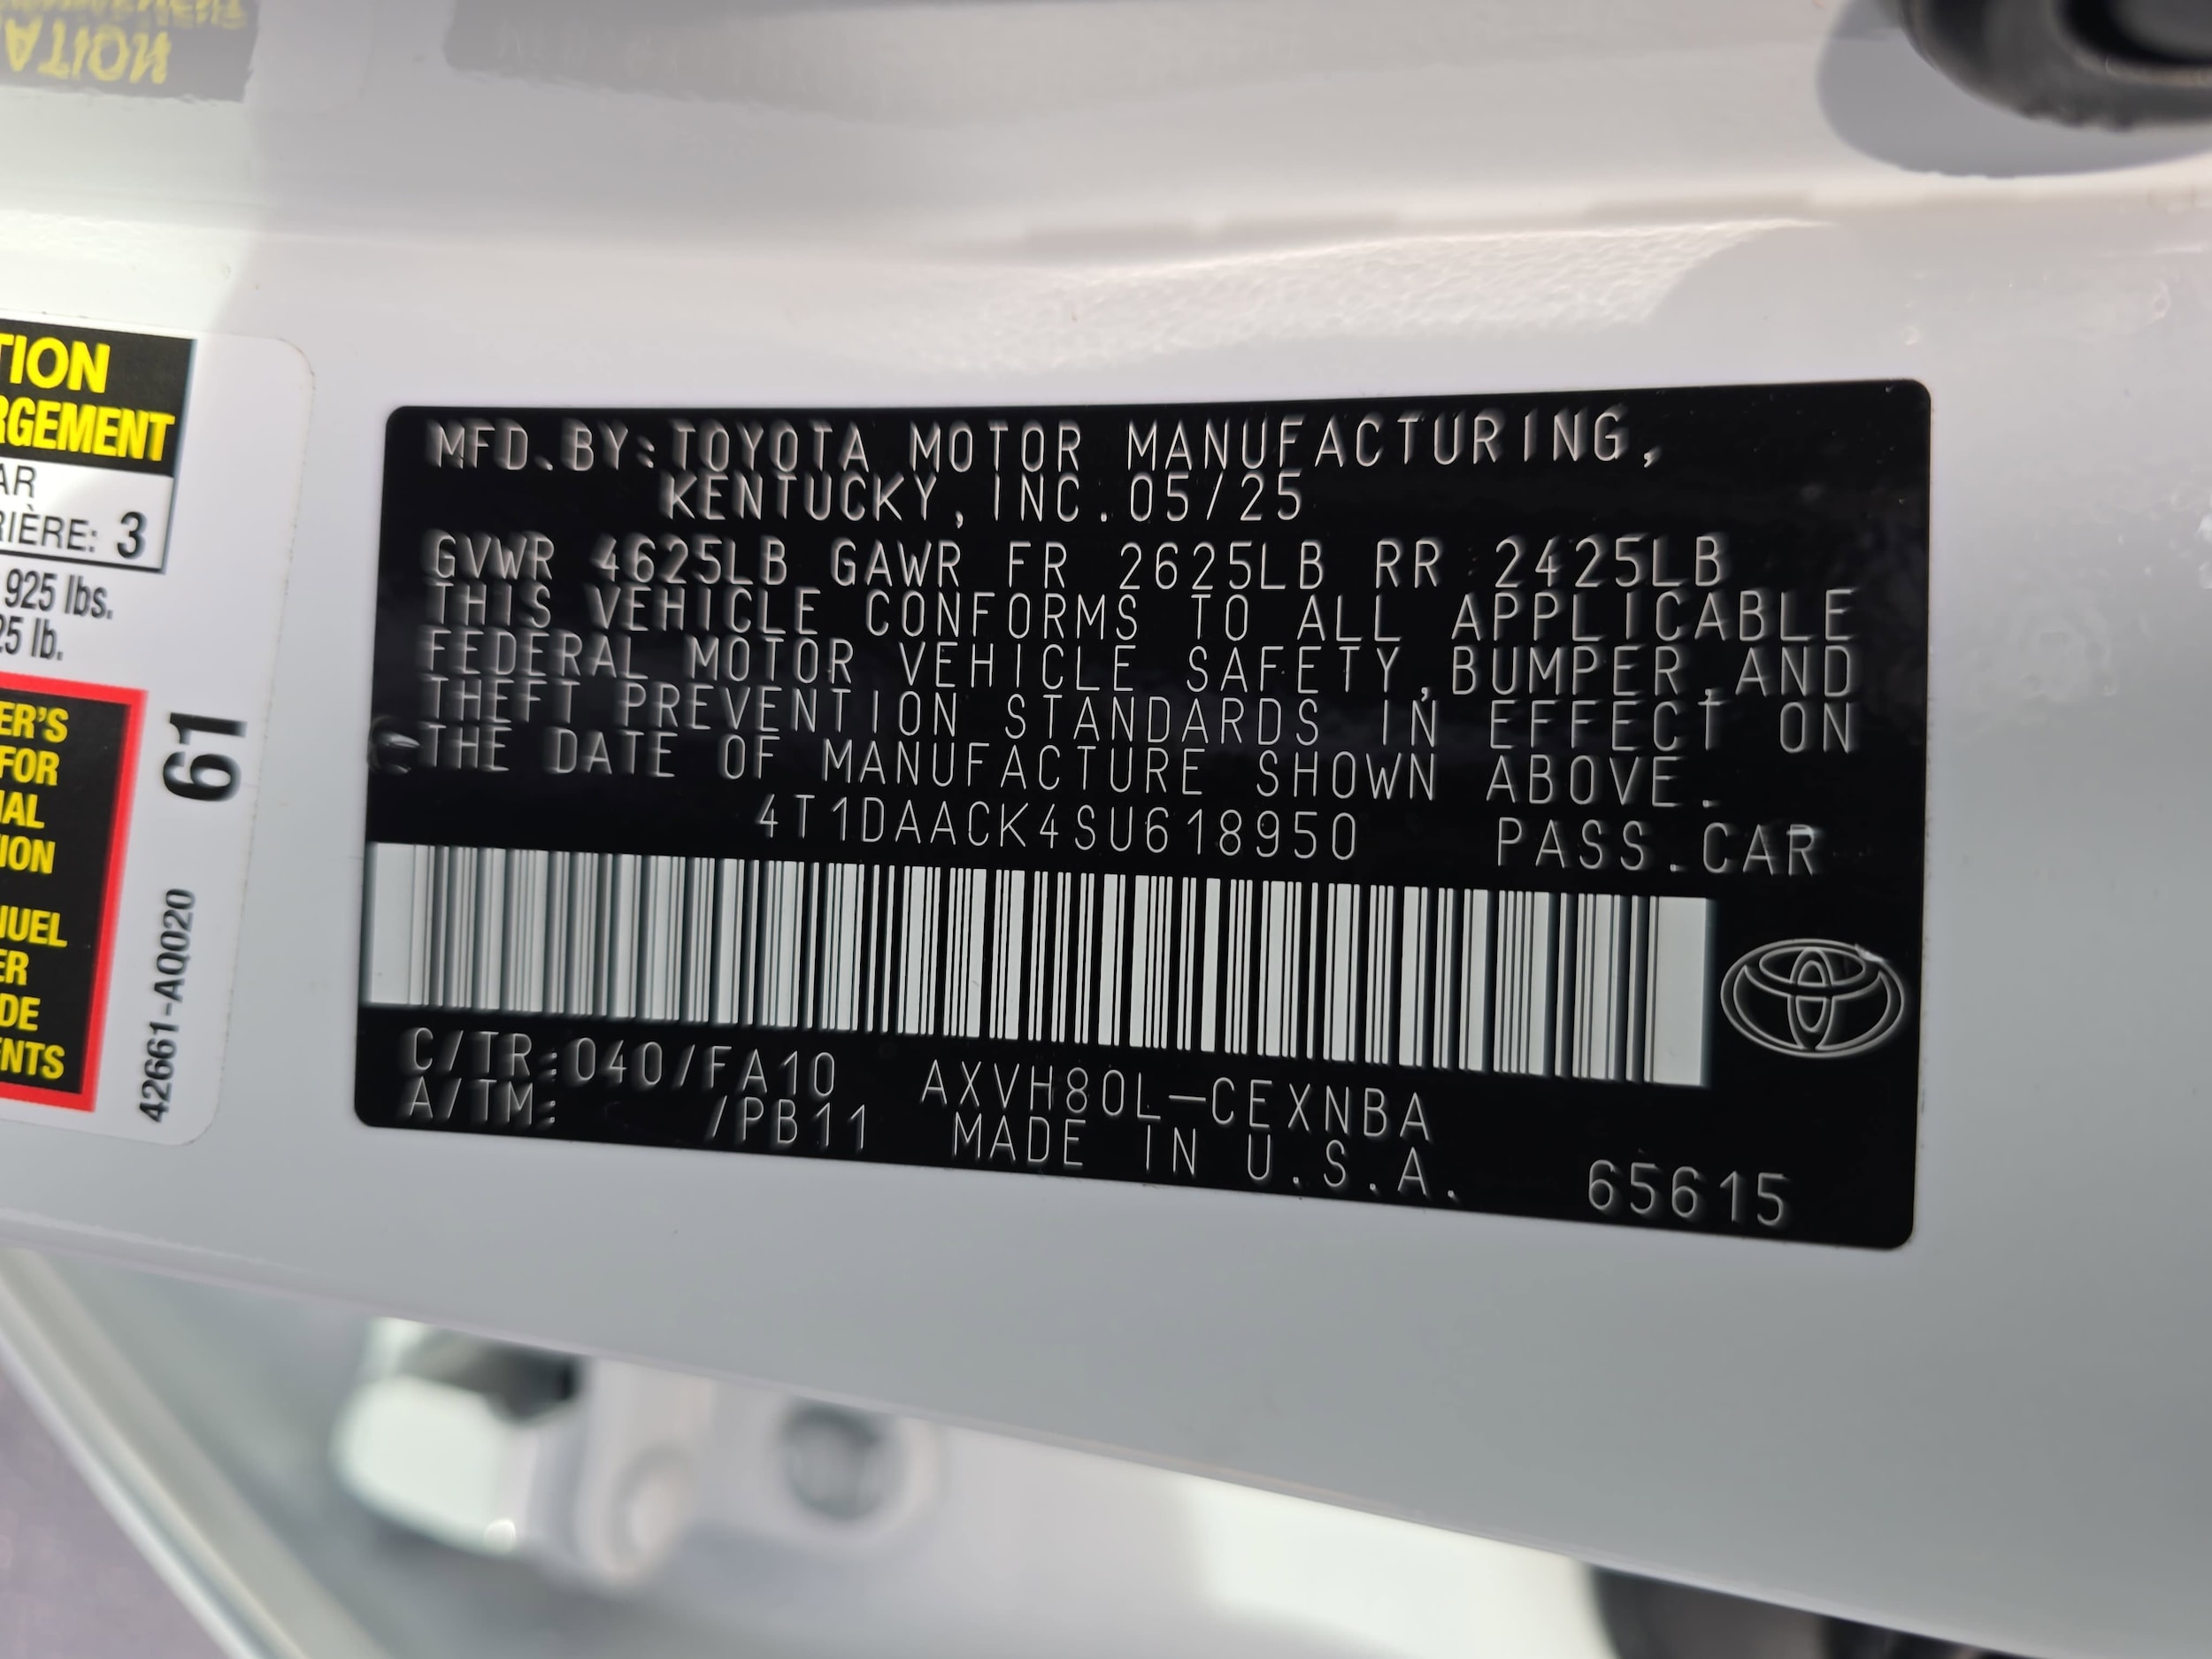 TION
RGEMENT
AR
RIÈRE: 3
925 lbs.
25 lb.
ER'S
FOR
NAL
ION
NUEL
ER
DE
ENTS
61
42661-AQ020
MFD.BY:TOYOTA MOTOR MANUFACTURING,
KENTUCKY,INC.05/25
GVWR 4625LB GAWR FR 2625LB RR 2425LB
THIS VEHICLE CONFORMS TO ALL APPLICABLE
FEDERAL MOTOR VEHICLE SAFETY,BUMPER,AND
THEFT PREVENTION STANDARDS IN EFFECT ON
THE DATE OF MANUFACTURE SHOWN ABOVE.
4T1DAACK4SU618950 PASS.CAR
C/TR:040/FA10 AXVH80L-CEXNBA
A/TM: /PB11 MADE IN U.S.A. 65615